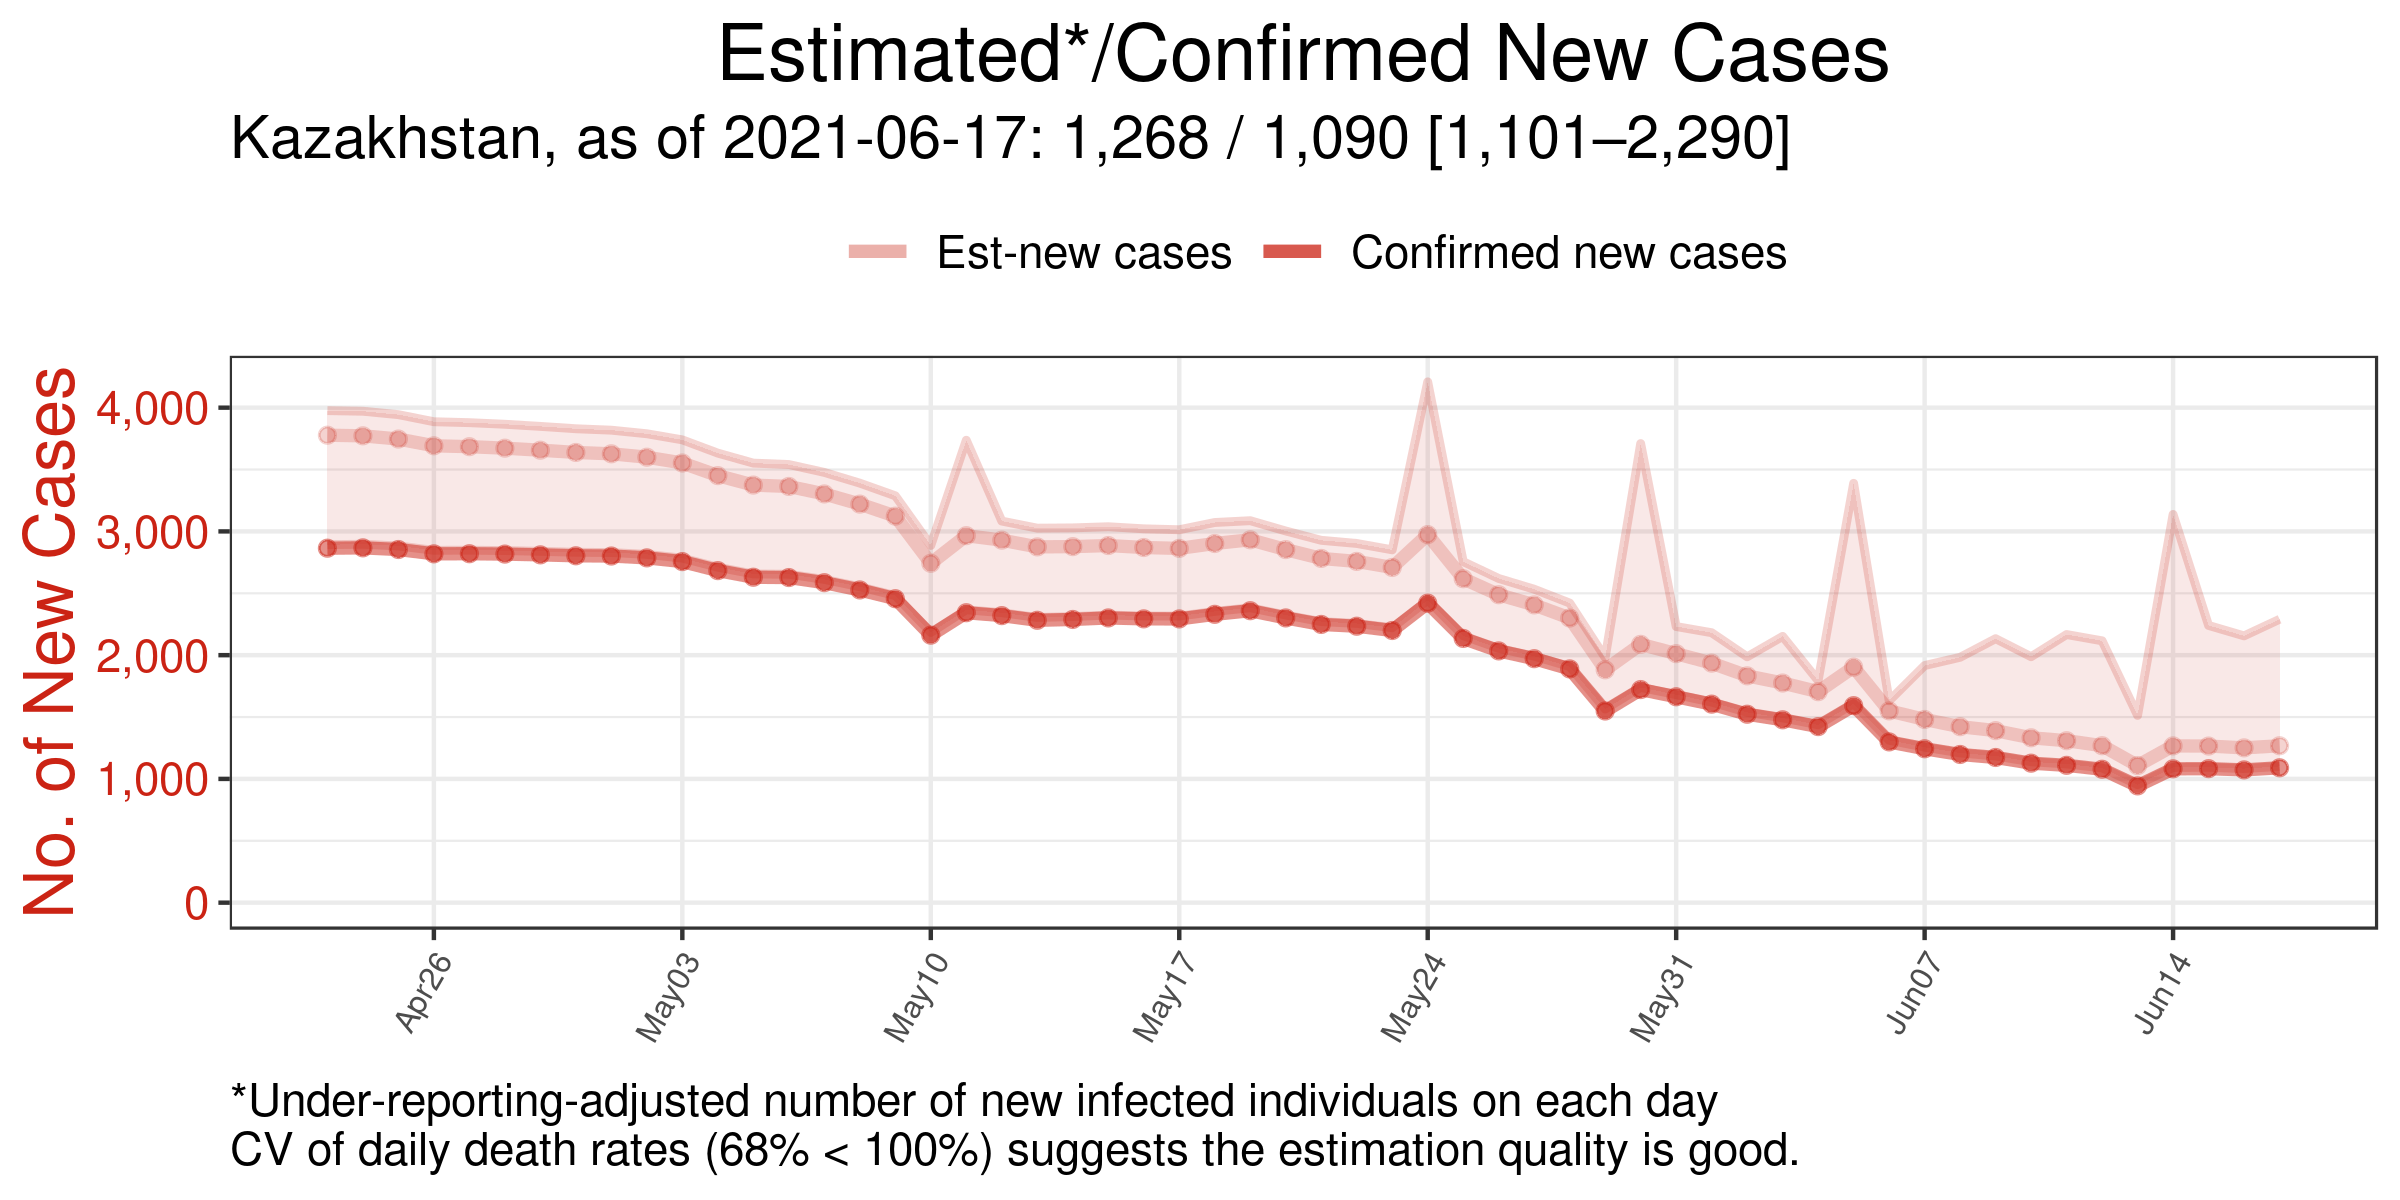 Estimated*/Confirmed New Cases
Kazakhstan, as of 2021-06-17: 1,268 / 1,090 [1,101–2,290]
Est-new cases
Confirmed new cases
No. of New Cases
4,000
3,000
2,000
1,000
0
Apr26
May03
May10
May17
May24
May31
Jun07
Jun14
*Under-reporting-adjusted number of new infected individuals on each day
CV of daily death rates (68% < 100%) suggests the estimation quality is good.